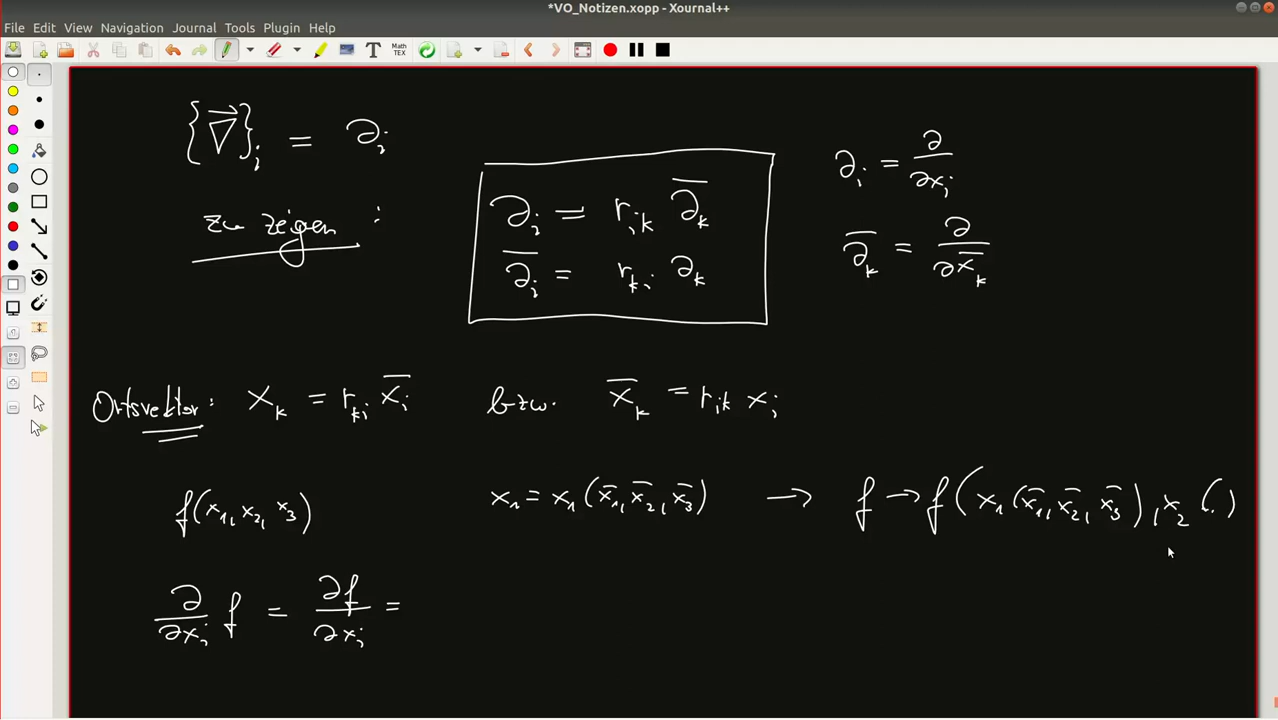 *VO_Notizen.xopp - Xournal++
File Edit View Navigation Journal Tools Plugin Help
T Math TEX
{∇⃗}ᵢ = ∂ᵢ
zu zeigen :
∂ᵢ = rᵢₖ ∂̅ₖ
∂̅ᵢ = rₖᵢ ∂ₖ
∂ᵢ = ∂/∂xᵢ
∂̅ₖ = ∂/∂x̅ₖ
Ortsvektor: xₖ = rₖᵢ x̅ᵢ bzw. x̅ₖ = rᵢₖ xᵢ
f(x₁, x₂, x₃) x₁ = x₁(x̅₁, x̅₂, x̅₃) → f → f(x₁(x̅₁, x̅₂, x̅₃), x₂(.)
∂/∂xᵢ f = ∂f/∂xᵢ =